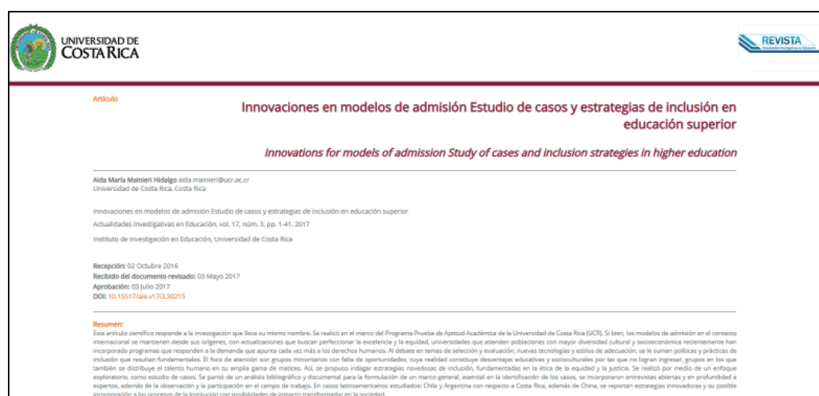 UNIVERSIDAD DE
COSTA RICA
REVISTA
Artículo
Innovaciones en modelos de admisión Estudio de casos y estrategias de inclusión en
educación superior
Innovations for models of admission Study of cases and inclusion strategies in higher education
Aida María Mainieri Hidalgo aida.mainieri@ucr.ac.cr
Universidad de Costa Rica, Costa Rica
Innovaciones en modelos de admisión Estudio de casos y estrategias de inclusión en educación superior
Actualidades Investigativas en Educación, vol. 17, núm. 3, pp. 1-41, 2017
Instituto de Investigación en Educación, Universidad de Costa Rica
Recepción: 02 Octubre 2016
Recibido del documento revisado: 03 Mayo 2017
Aprobación: 03 Julio 2017
DOI: 10.15517/aie.v17i3.30215
Resumen:
Este artículo científico responde a la investigación que lleva su mismo nombre. Se realizó en el marco del Programa Prueba de Aptitud Académica de la Universidad de Costa Rica (UCR). Si bien, los modelos de admisión en el contexto
internacional se mantienen desde sus orígenes, con actualizaciones que buscan perfeccionar la excelencia y la equidad, universidades que atienden poblaciones con mayor diversidad cultural y socioeconómica recientemente han
incorporado programas que responden a la demanda que apunta cada vez más a los derechos humanos. Al debate en temas de selección y evaluación, nuevas tecnologías y estilos de adecuación, se le suman políticas y prácticas de
inclusión que resultan fundamentales. El foco de atención son grupos minoritarios con falta de oportunidades, cuya realidad constituye desventajas educativas y socioculturales por las que no logran ingresar, grupos en los que
también se distribuye el talento humano en su amplia gama de matices. Así, se propuso indagar estrategias novedosas de inclusión, fundamentadas en la ética de la equidad y la justicia. Se realizó por medio de un enfoque
exploratorio, como estudio de casos. Se partió de un análisis bibliográfico y documental para la formulación de un marco general, esencial en la identificación de los casos, se incorporaron entrevistas abiertas y en profundidad a
expertos, además de la observación y la participación en el campo de trabajo. En casos latinoamericanos estudiados: Chile y Argentina con respecto a Costa Rica, además de China, se reportan estrategias innovadoras y su posible
incorporación a los procesos de la Institución con posibilidades de impacto transformador en la sociedad.